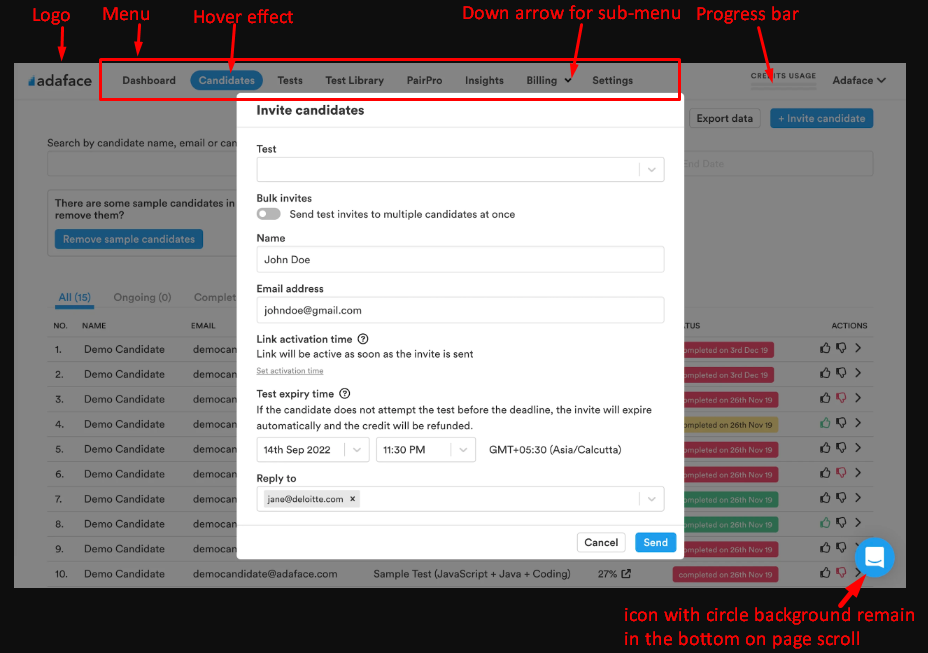 Logo
Menu
Hover effect
Down arrow for sub-menu
Progress bar
adaface
Dashboard
Candidates
Tests
Test Library
PairPro
Insights
Billing
Settings
CREDITS USAGE
Adaface
Invite candidates
Export data
+ Invite candidate
Search by candidate name, email or can
End Date
There are some sample candidates in
remove them?
Remove sample candidates
Test
Bulk invites
Send test invites to multiple candidates at once
Name
John Doe
Email address
johndoe@gmail.com
Link activation time
Link will be active as soon as the invite is sent
Set activation time
Test expiry time
If the candidate does not attempt the test before the deadline, the invite will expire
automatically and the credit will be refunded.
14th Sep 2022
11:30 PM
GMT+05:30 (Asia/Calcutta)
Reply to
jane@deloitte.com x
Cancel
Send
All (15)
Ongoing (0)
Complet
NO. NAME EMAIL TUS ACTIONS
1. Demo Candidate democan ompleted on 3rd Dec 19
2. Demo Candidate democan ompleted on 3rd Dec 19
3. Demo Candidate democan ompleted on 26th Nov 19
4. Demo Candidate democan ompleted on 26th Nov 19
5. Demo Candidate democan ompleted on 26th Nov 19
6. Demo Candidate democan ompleted on 26th Nov 19
7. Demo Candidate democan ompleted on 26th Nov 19
8. Demo Candidate democan ompleted on 26th Nov 19
9. Demo Candidate democan ompleted on 26th Nov 19
10. Demo Candidate democandidate@adaface.com Sample Test (JavaScript + Java + Coding) 27% completed on 26th Nov 19
icon with circle background remain
in the bottom on page scroll